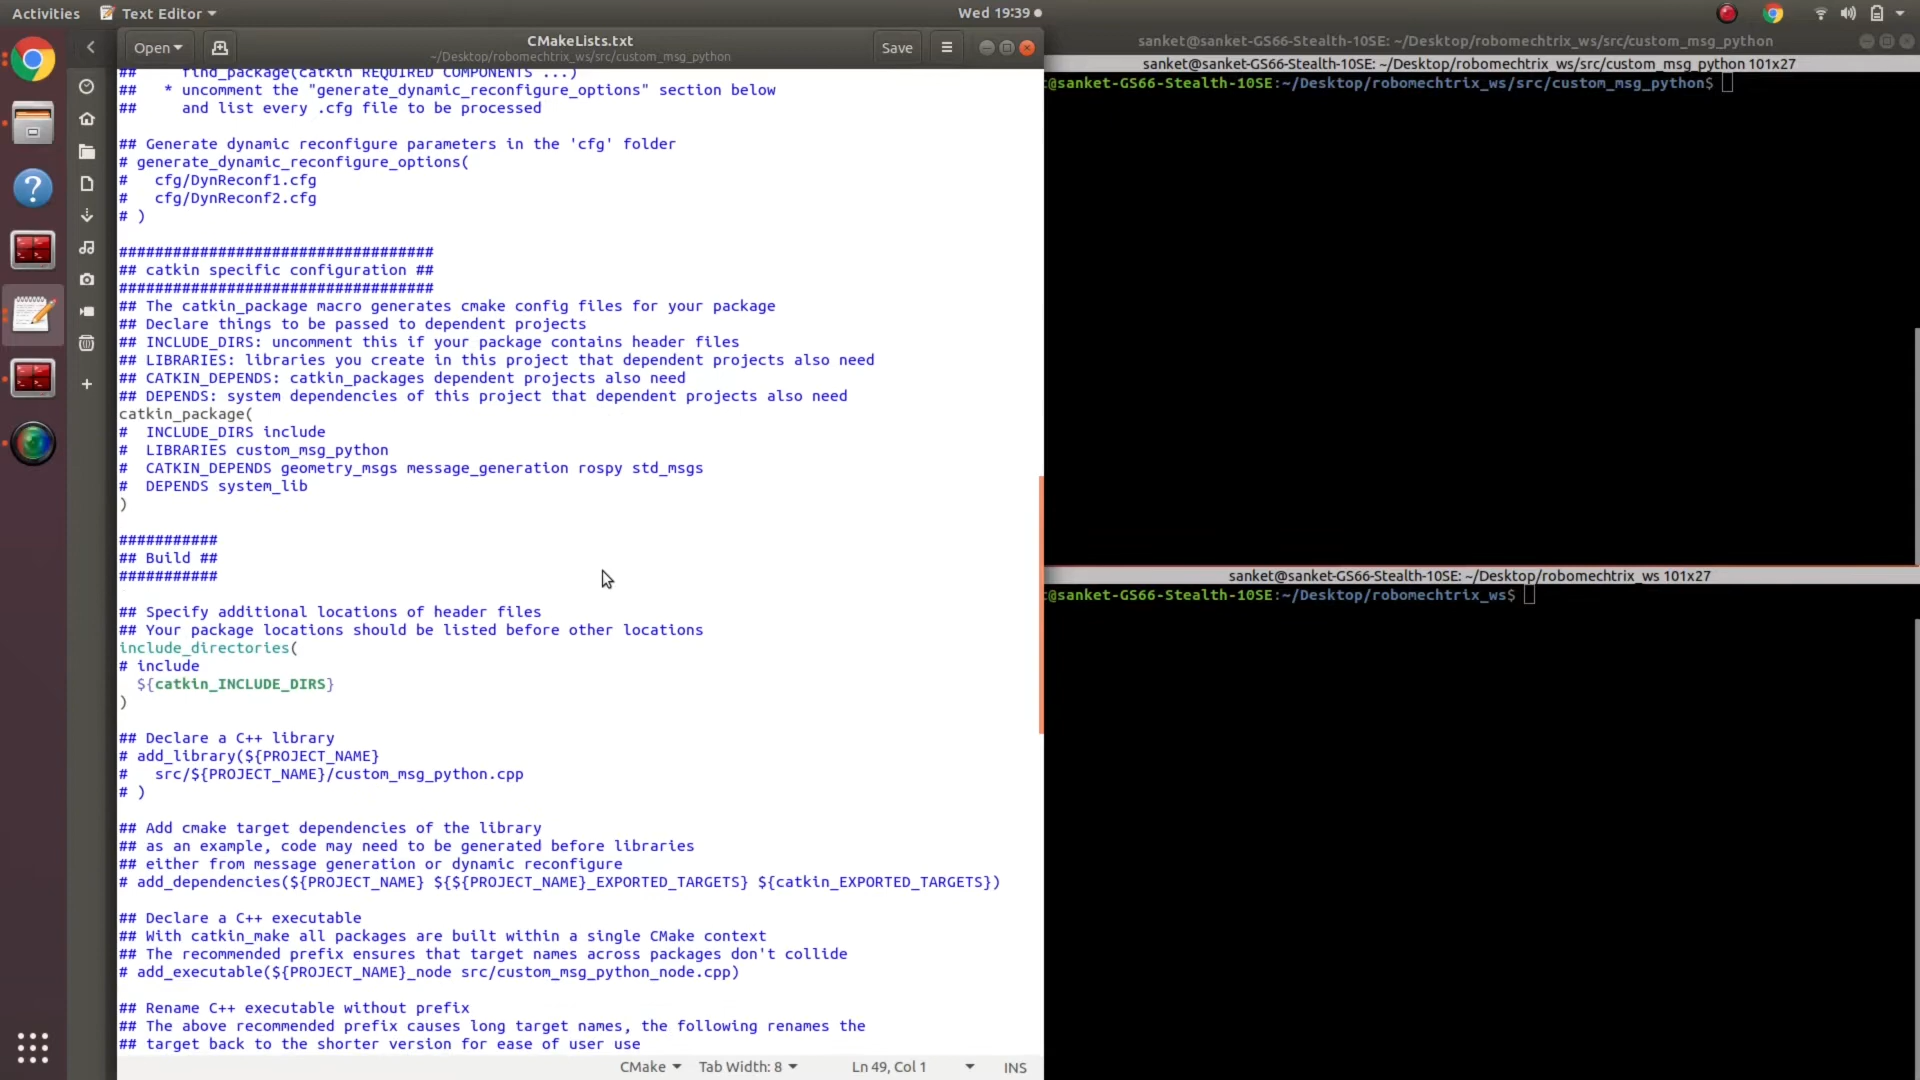 Activities
Text Editor
Wed 19:39
Open
CMakeLists.txt
~/Desktop/robomechtrix_ws/src/custom_msg_python
Save
##     find_package(catkin REQUIRED COMPONENTS ...)
##   * uncomment the "generate_dynamic_reconfigure_options" section below
##     and list every .cfg file to be processed
## Generate dynamic reconfigure parameters in the 'cfg' folder
# generate_dynamic_reconfigure_options(
#   cfg/DynReconf1.cfg
#   cfg/DynReconf2.cfg
# )
###################################
## catkin specific configuration ##
###################################
## The catkin_package macro generates cmake config files for your package
## Declare things to be passed to dependent projects
## INCLUDE_DIRS: uncomment this if your package contains header files
## LIBRARIES: libraries you create in this project that dependent projects also need
## CATKIN_DEPENDS: catkin_packages dependent projects also need
## DEPENDS: system dependencies of this project that dependent projects also need
catkin_package(
#  INCLUDE_DIRS include
#  LIBRARIES custom_msg_python
#  CATKIN_DEPENDS geometry_msgs message_generation rospy std_msgs
#  DEPENDS system_lib
)
###########
## Build ##
###########
## Specify additional locations of header files
## Your package locations should be listed before other locations
include_directories(
# include
  ${catkin_INCLUDE_DIRS}
)
## Declare a C++ library
# add_library(${PROJECT_NAME}
#   src/${PROJECT_NAME}/custom_msg_python.cpp
# )
## Add cmake target dependencies of the library
## as an example, code may need to be generated before libraries
## either from message generation or dynamic reconfigure
# add_dependencies(${PROJECT_NAME} ${${PROJECT_NAME}_EXPORTED_TARGETS} ${catkin_EXPORTED_TARGETS})
## Declare a C++ executable
## With catkin_make all packages are built within a single CMake context
## The recommended prefix ensures that target names across packages don't collide
# add_executable(${PROJECT_NAME}_node src/custom_msg_python_node.cpp)
## Rename C++ executable without prefix
## The above recommended prefix causes long target names, the following renames the
## target back to the shorter version for ease of user use
CMake
Tab Width: 8
Ln 49, Col 1
INS
sanket@sanket-GS66-Stealth-10SE: ~/Desktop/robomechtrix_ws/src/custom_msg_python
sanket@sanket-GS66-Stealth-10SE: ~/Desktop/robomechtrix_ws/src/custom_msg_python 101x27
@sanket-GS66-Stealth-10SE:~/Desktop/robomechtrix_ws/src/custom_msg_python$
sanket@sanket-GS66-Stealth-10SE: ~/Desktop/robomechtrix_ws 101x27
@sanket-GS66-Stealth-10SE:~/Desktop/robomechtrix_ws$